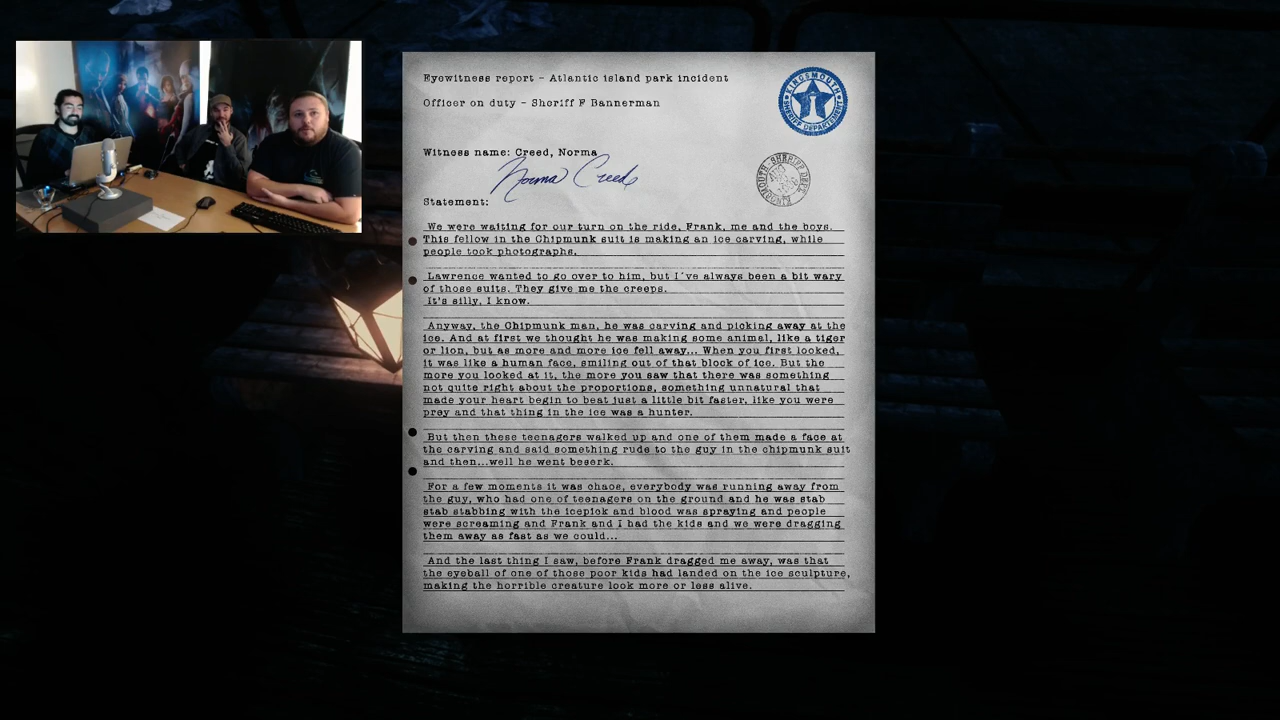 Eyewitness report - Atlantic island park incident
KINGSMOUTH
SHERIFF DEPARTMENT
Officer on duty - Sheriff F Bannerman
Witness name: Creed, Norma
Norma Creed
Statement:
We were waiting for our turn on the ride, Frank, me and the boys.
This fellow in the Chipmunk suit is making an ice carving, while
people took photographs.
Lawrence wanted to go over to him, but I've always been a bit wary
of those suits. They give me the creeps.
It's silly, I know.
Anyway, the Chipmunk man, he was carving and picking away at the
ice. And at first we thought he was making some animal, like a tiger
or lion, but as more and more ice fell away... When you first looked,
it was like a human face, smiling out of that block of ice. But the
more you looked at it, the more you saw that there was something
not quite right about the proportions, something unnatural that
made your heart begin to beat just a little bit faster, like you were
prey and that thing in the ice was a hunter.
But then these teenagers walked up and one of them made a face at
the carving and said something rude to the guy in the chipmunk suit
and then...well he went beserk.
For a few moments it was chaos, everybody was running away from
the guy, who had one of teenagers on the ground and he was stab
stab stabbing with the icepick and blood was spraying and people
were screaming and Frank and I had the kids and we were dragging
them away as fast as we could...
And the last thing I saw, before Frank dragged me away, was that
the eyeball of one of those poor kids had landed on the ice sculpture,
making the horrible creature look more or less alive.